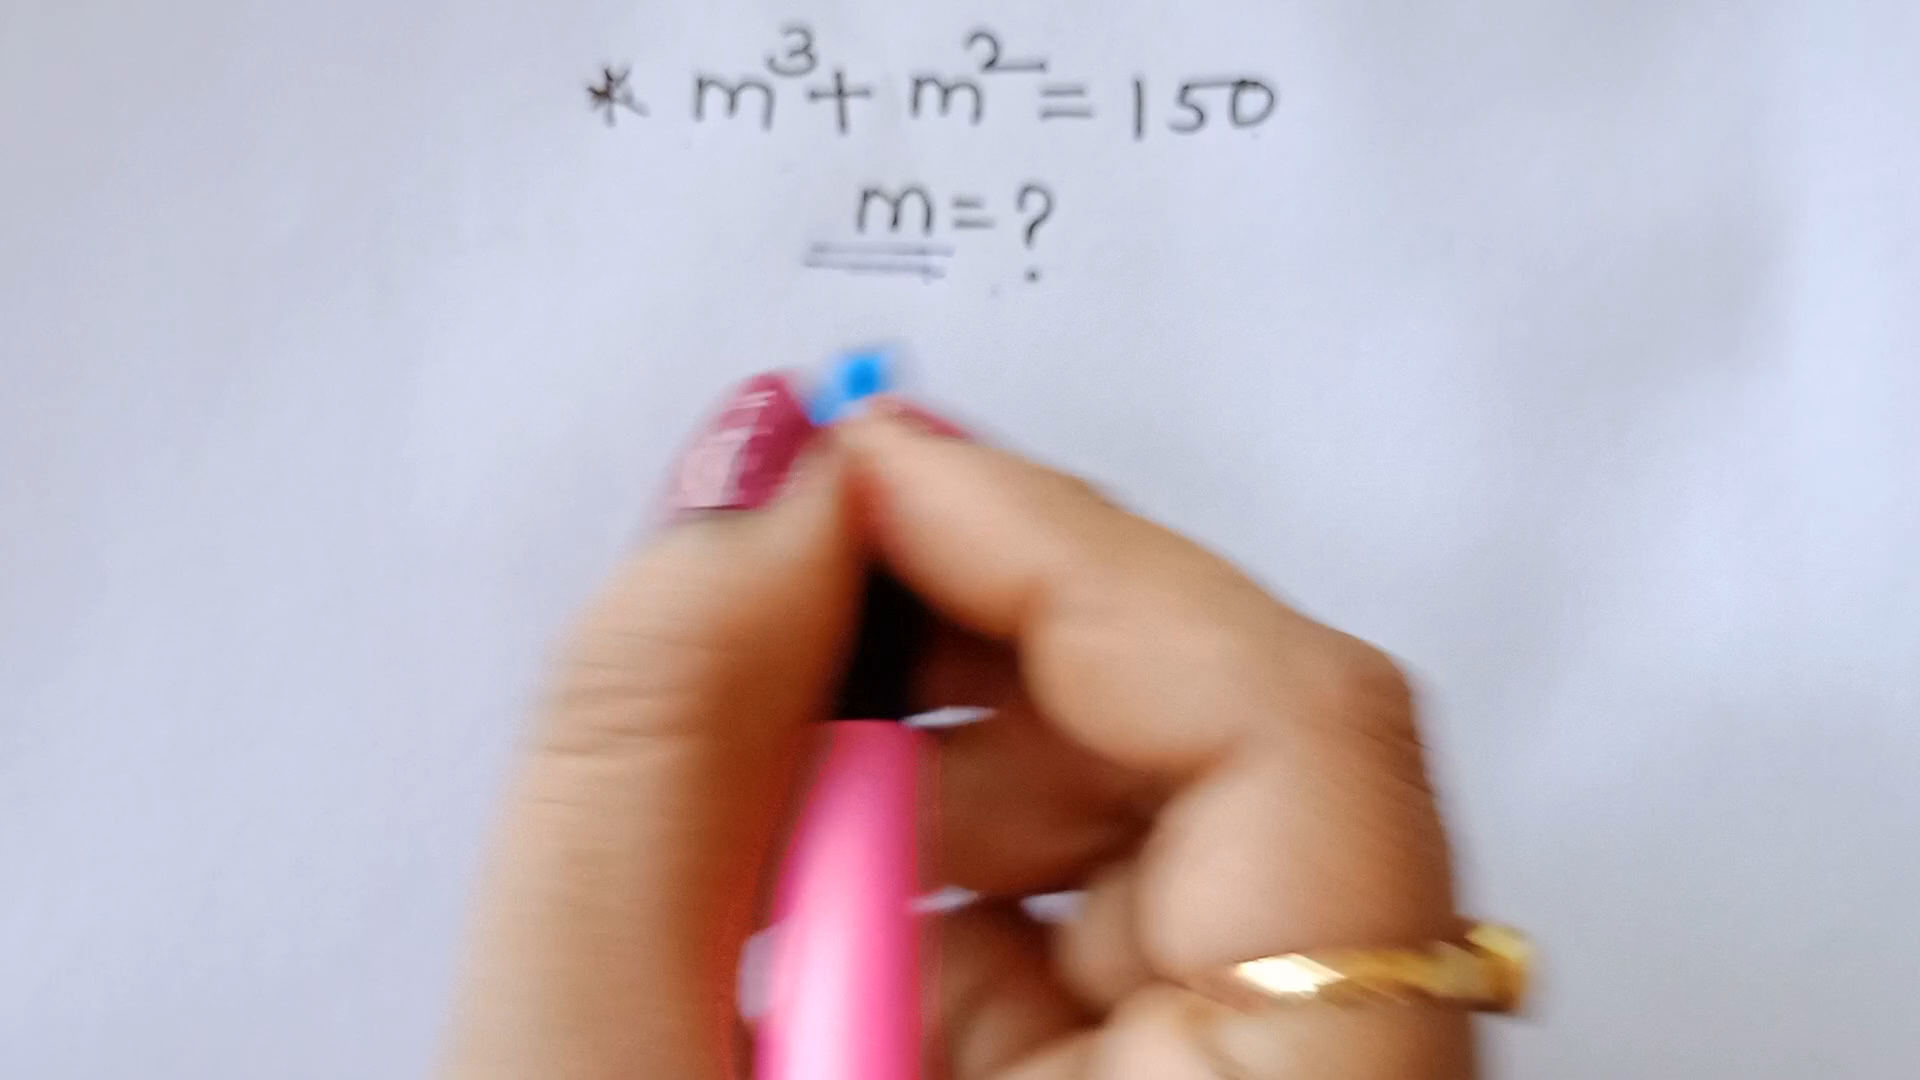 * m³ + m² = 150
m = ?